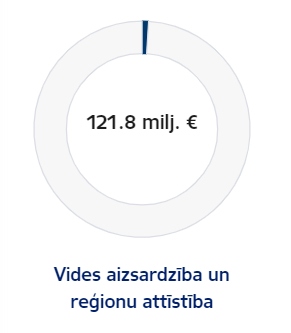 121.8 milj. €
Vides aizsardzība un
reģionu attīstība